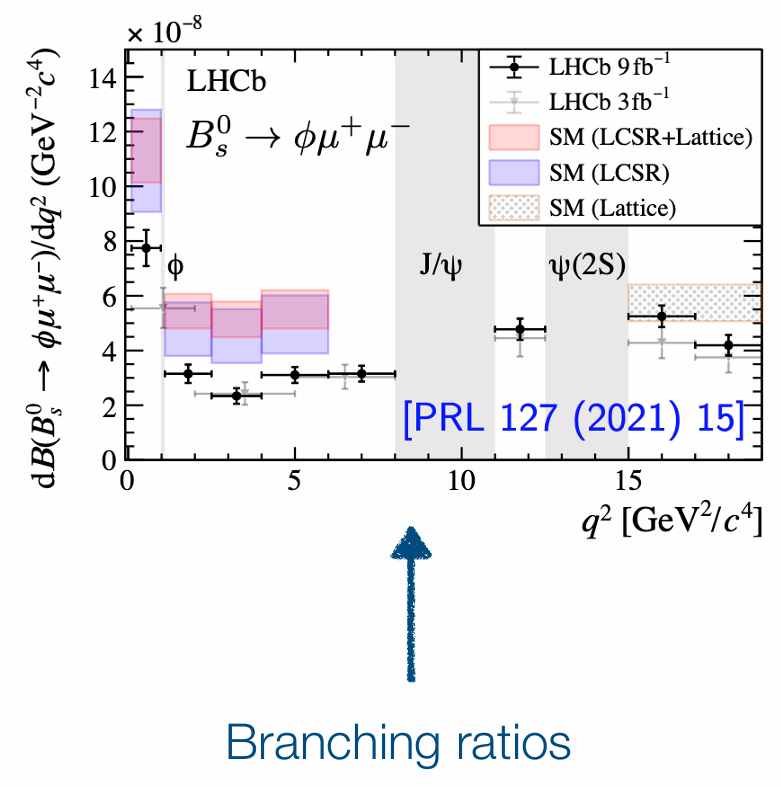 × 10⁻⁸
dB(B⁰ₛ → ϕμ⁺μ⁻)/dq² (GeV⁻²c⁴)
14
12
10
8
6
4
2
0
LHCb
B⁰ₛ → ϕμ⁺μ⁻
LHCb 9 fb⁻¹
LHCb 3 fb⁻¹
SM (LCSR+Lattice)
SM (LCSR)
SM (Lattice)
ϕ
J/ψ
ψ(2S)
[PRL 127 (2021) 15]
0 5 10 15
q² [GeV²/c⁴]
Branching ratios